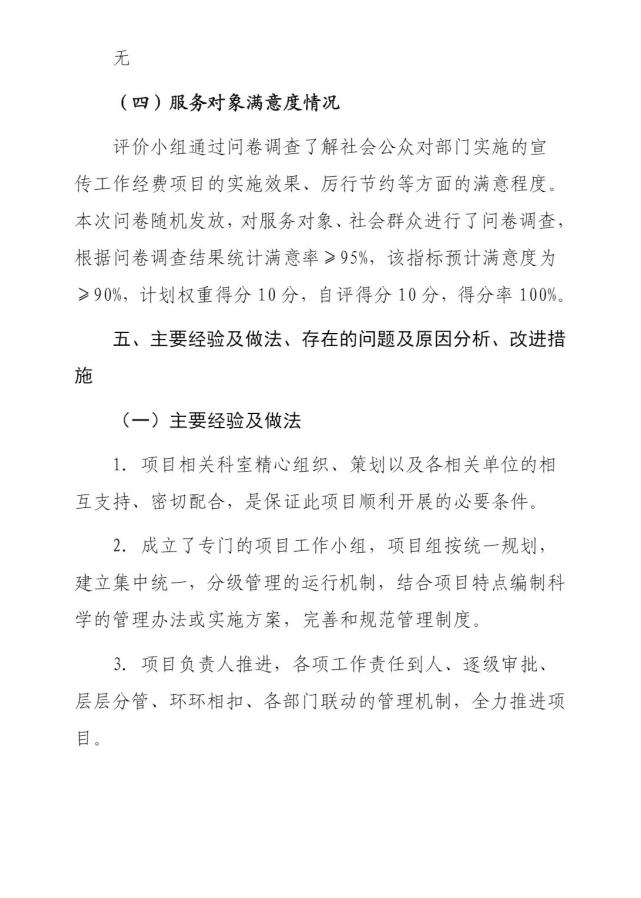 无
（四）服务对象满意度情况
评价小组通过问卷调查了解社会公众对部门实施的宣
传工作经费项目的实施效果、厉行节约等方面的满意程度。
本次问卷随机发放，对服务对象、社会群众进行了问卷调查，
根据问卷调查结果统计满意率≥95%，该指标预计满意度为
≥90%，计划权重得分 10 分，自评得分 10 分，得分率 100%。
五、主要经验及做法、存在的问题及原因分析、改进措
施
（一）主要经验及做法
1. 项目相关科室精心组织、策划以及各相关单位的相
互支持、密切配合，是保证此项目顺利开展的必要条件。
2. 成立了专门的项目工作小组，项目组按统一规划，
建立集中统一，分级管理的运行机制，结合项目特点编制科
学的管理办法或实施方案，完善和规范管理制度。
3. 项目负责人推进，各项工作责任到人、逐级审批、
层层分管、环环相扣、各部门联动的管理机制，全力推进项
目。